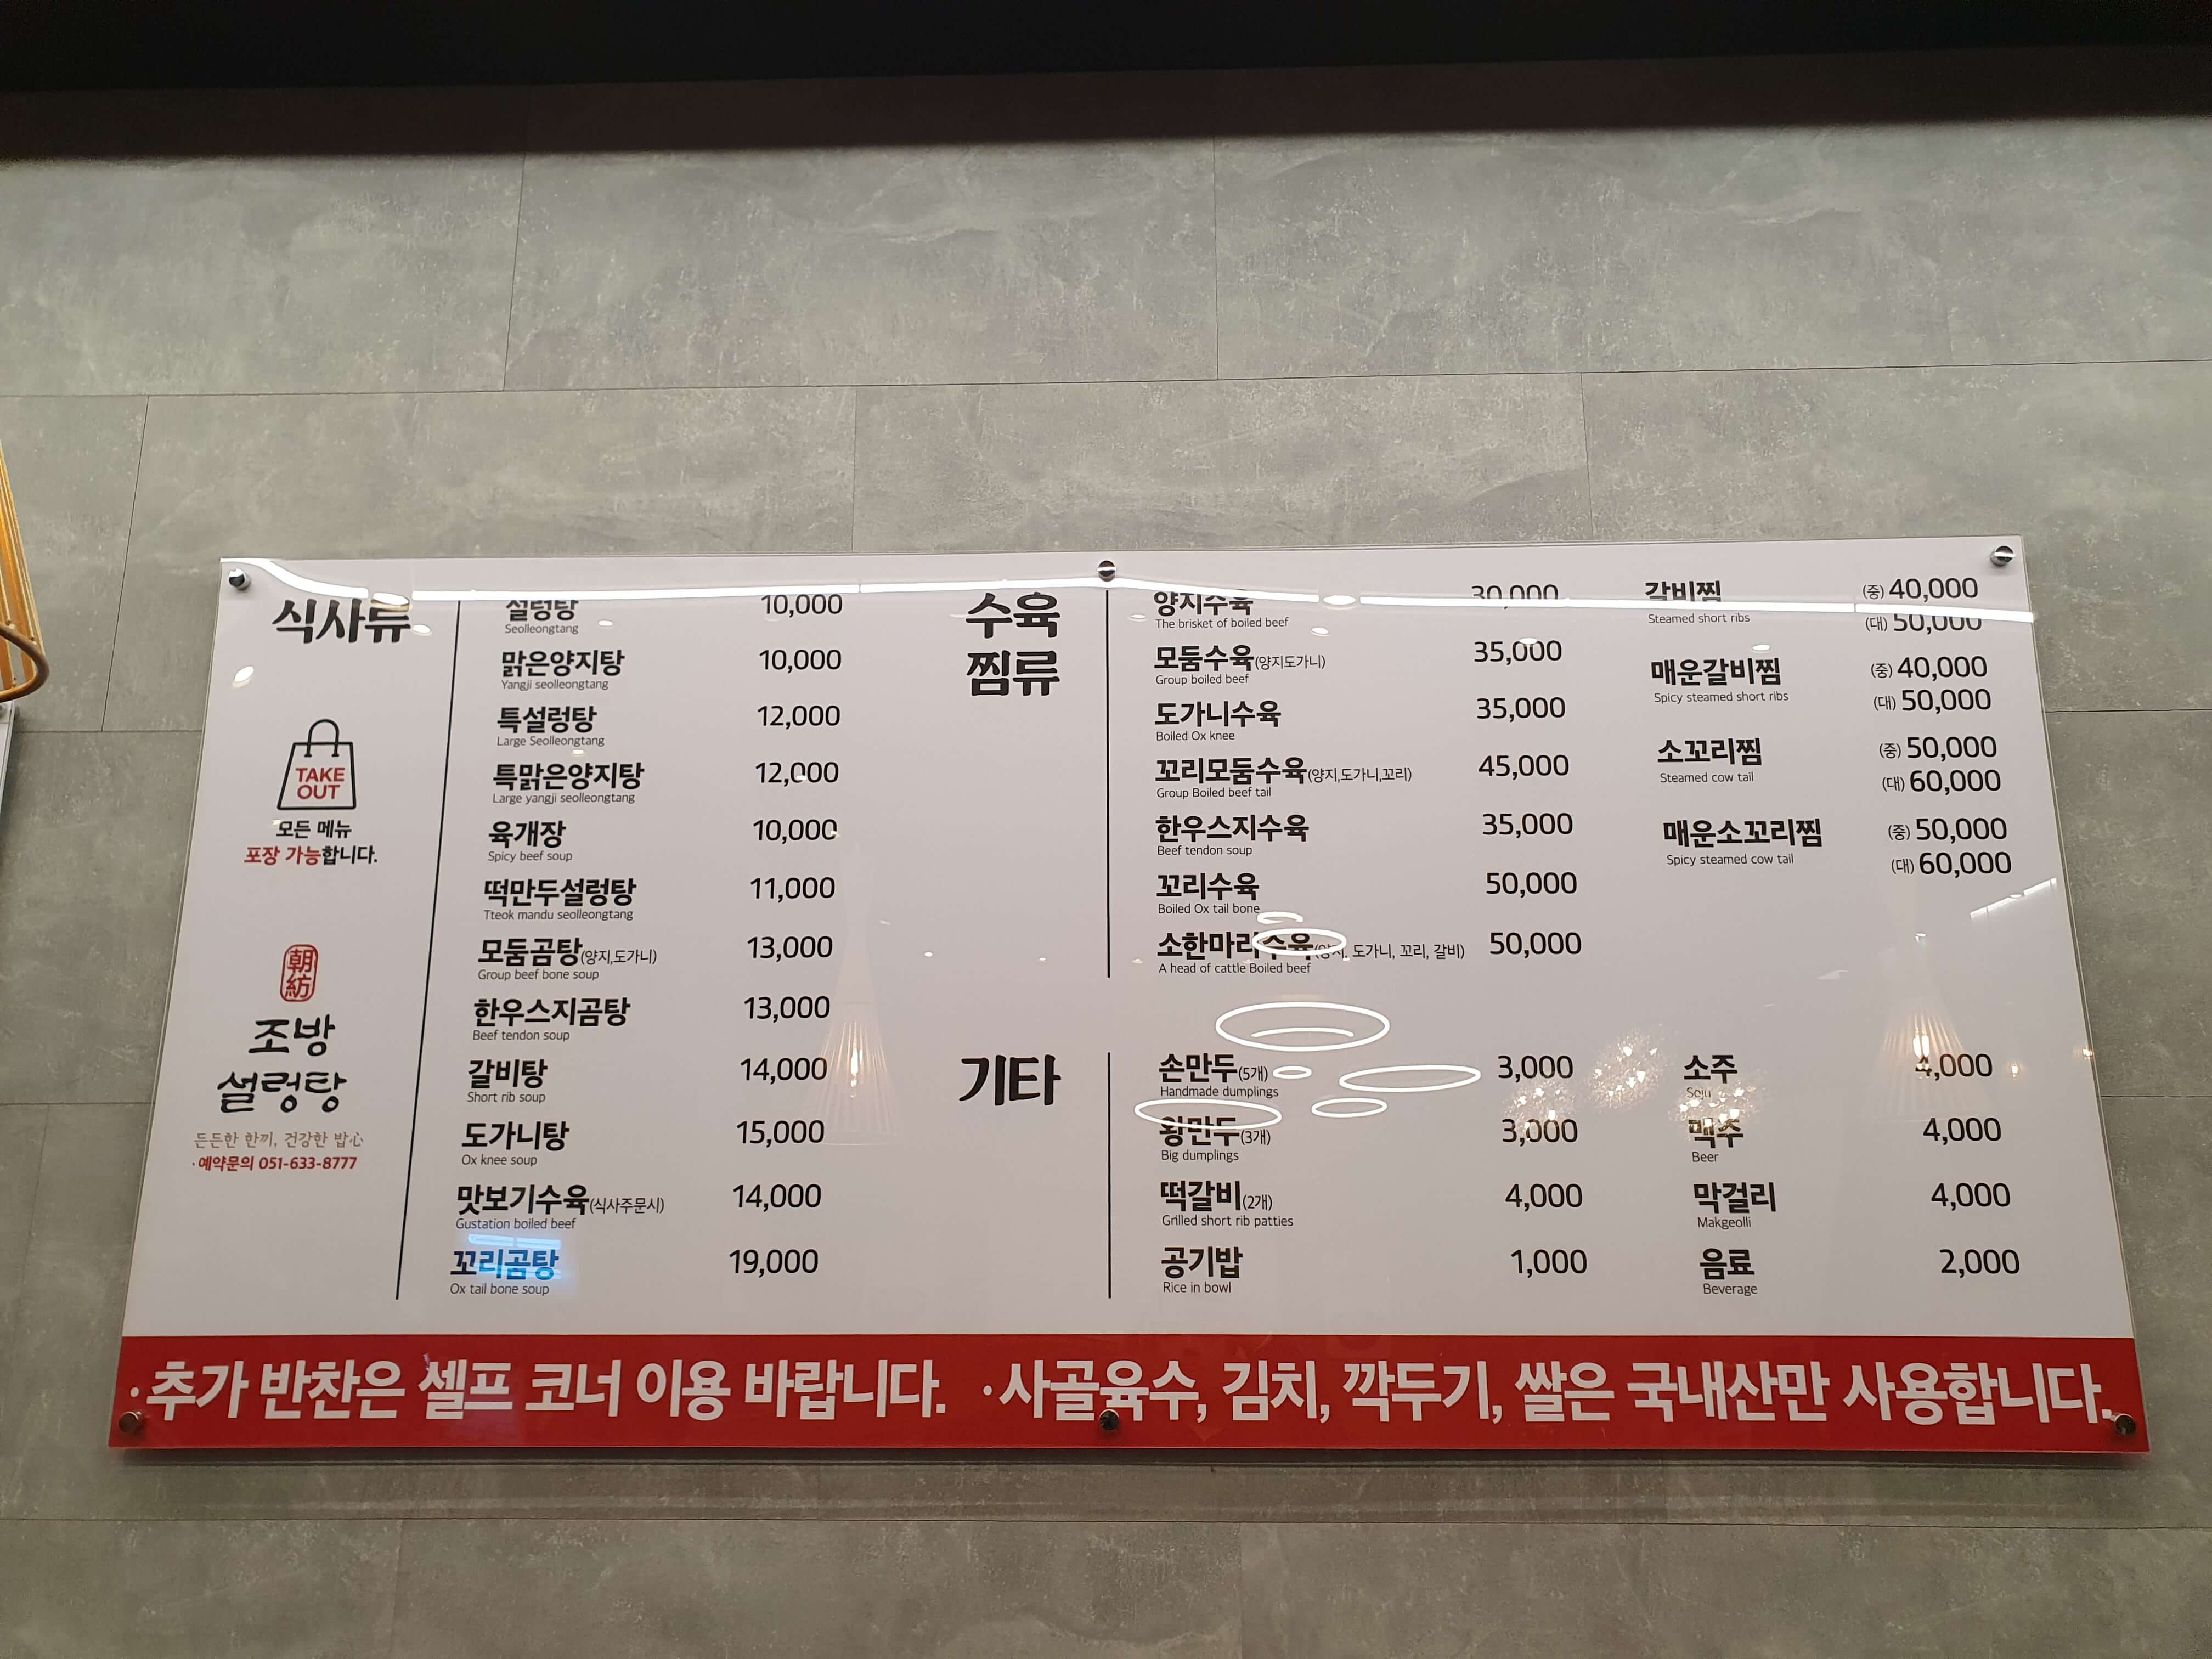 식사류
TAKE
OUT
모든 메뉴
포장 가능합니다.
朝
紡
조방
설렁탕
든든한 한끼, 건강한 밥心
·예약문의 051-633-8777
설렁탕 10,000
Seolleongtang
맑은양지탕 10,000
Yangji seolleongtang
특설렁탕 12,000
Large Seolleongtang
특맑은양지탕 12,000
Large yangji seolleongtang
육개장 10,000
Spicy beef soup
떡만두설렁탕 11,000
Tteok mandu seolleongtang
모둠곰탕(양지,도가니) 13,000
Group beef bone soup
한우스지곰탕 13,000
Beef tendon soup
갈비탕 14,000
Short rib soup
도가니탕 15,000
Ox knee soup
맛보기수육(식사주문시) 14,000
Gustation boiled beef
꼬리곰탕 19,000
Ox tail bone soup
수육
찜류
양지수육 30,000
The brisket of boiled beef
모둠수육(양지도가니) 35,000
Group boiled beef
도가니수육 35,000
Boiled Ox knee
꼬리모둠수육(양지,도가니,꼬리) 45,000
Group Boiled beef tail
한우스지수육 35,000
Beef tendon soup
꼬리수육 50,000
Boiled Ox tail bone
소한마리수육(양지. 도가니, 꼬리, 갈비) 50,000
A head of cattle Boiled beef
갈비찜 (중) 40,000
Steamed short ribs
(대) 50,000
매운갈비찜 (중) 40,000
Spicy steamed short ribs
(대) 50,000
소꼬리찜 (중) 50,000
Steamed cow tail
(대) 60,000
매운소꼬리찜 (중) 50,000
Spicy steamed cow tail
(대) 60,000
기타
손만두(5개) 3,000
Handmade dumplings
왕만두(3개) 3,000
Big dumplings
떡갈비(2개) 4,000
Grilled short rib patties
공기밥 1,000
Rice in bowl
소주 4,000
Soju
맥주 4,000
Beer
막걸리 4,000
Makgeolli
음료 2,000
Beverage
·추가 반찬은 셀프 코너 이용 바랍니다. ·사골육수, 김치, 깍두기, 쌀은 국내산만 사용합니다.